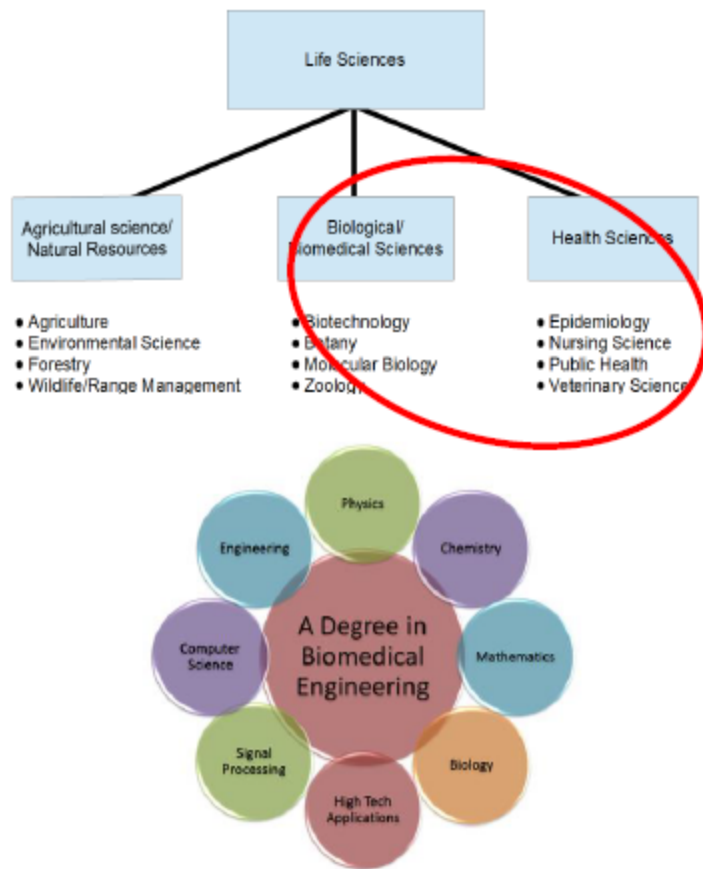 Life Sciences
Agricultural science/
Natural Resources
Biological/
Biomedical Sciences
Health Sciences
● Agriculture
● Environmental Science
● Forestry
● Wildlife/Range Management
● Biotechnology
● Botany
● Molecular Biology
● Zoology
● Epidemiology
● Nursing Science
● Public Health
● Veterinary Science
Physics
Engineering
Chemistry
A Degree in
Biomedical
Engineering
Computer
Science
Mathematics
Signal
Processing
Biology
High Tech
Applications